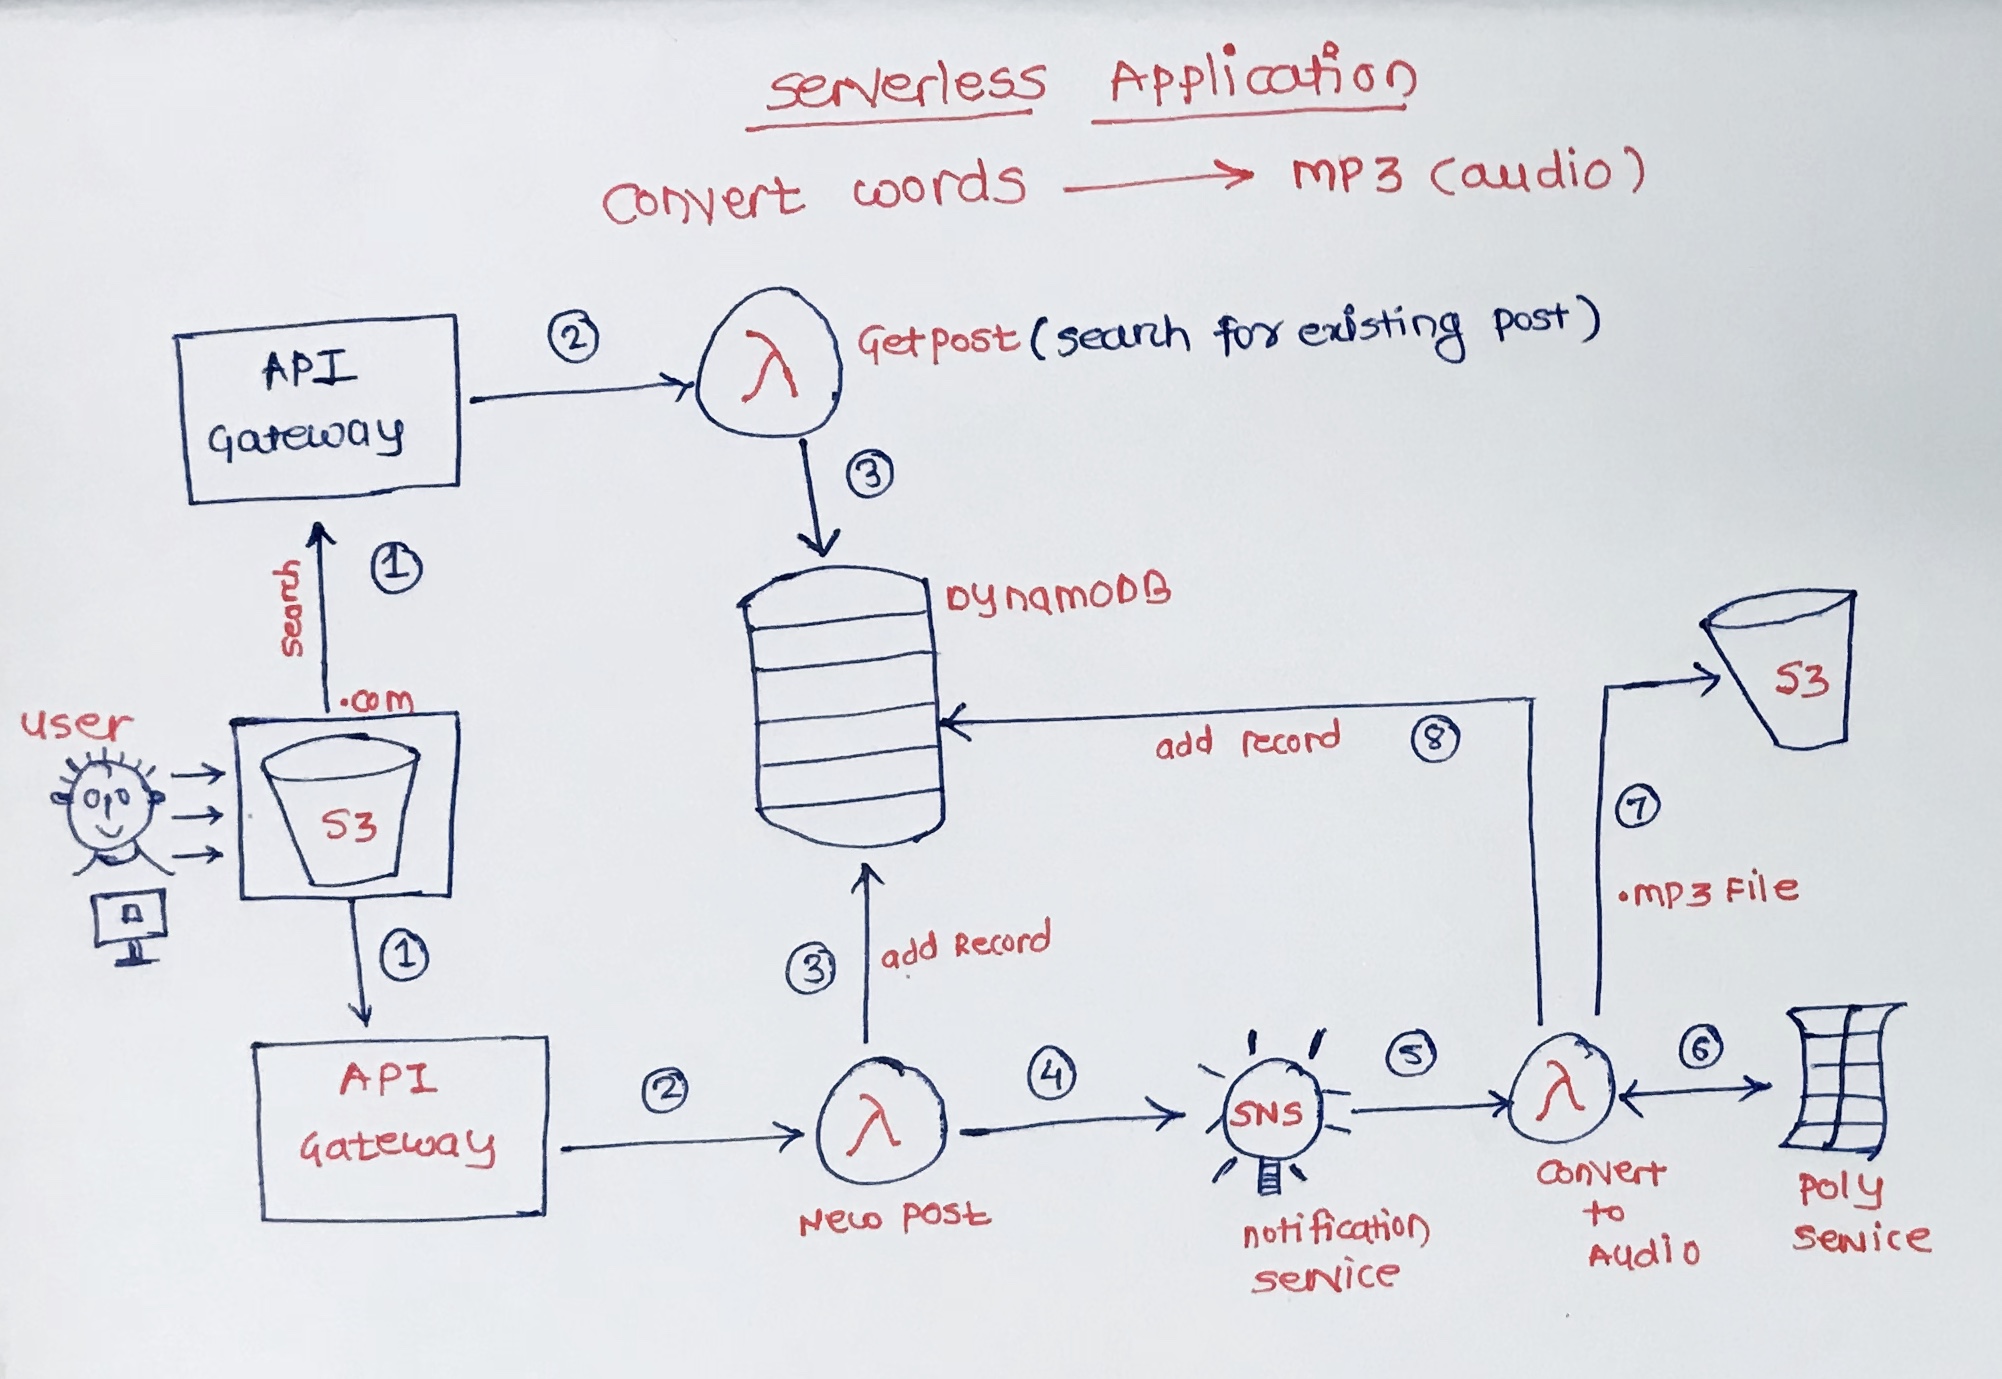 serverless Application
convert words → MP3 (audio)
API
Gateway
②
λ
Getpost (search for existing post)
③
search
①
DynamoDB
S3
.com
user
S3
add record
⑧
⑦
.mp3 File
①
③
add Record
API
Gateway
②
λ
New post
④
SNS
notification
service
⑤
λ
convert
to
Audio
⑥
poly
service